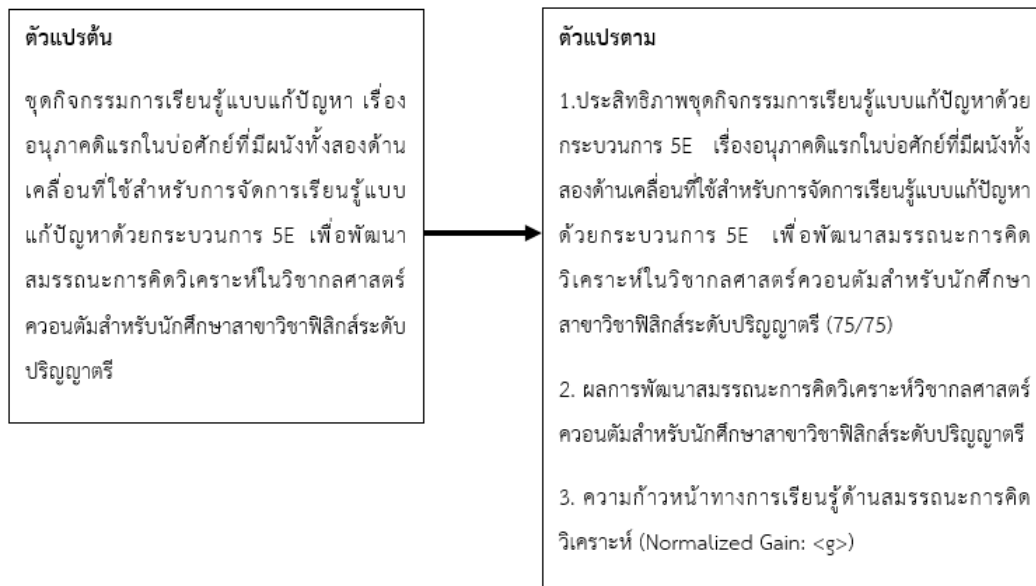 ตัวแปรต้น
ชุดกิจกรรมการเรียนรู้แบบแก้ปัญหา เรื่อง
อนุภาคดิแรกในบ่อศักย์ที่มีผนังทั้งสองด้าน
เคลื่อนที่ใช้สำหรับการจัดการเรียนรู้แบบ
แก้ปัญหาด้วยกระบวนการ 5E เพื่อพัฒนา
สมรรถนะการคิดวิเคราะห์ในวิชากลศาสตร์
ควอนตัมสำหรับนักศึกษาสาขาวิชาฟิสิกส์ระดับ
ปริญญาตรี
ตัวแปรตาม
1.ประสิทธิภาพชุดกิจกรรมการเรียนรู้แบบแก้ปัญหาด้วย
กระบวนการ 5E เรื่องอนุภาคดิแรกในบ่อศักย์ที่มีผนังทั้ง
สองด้านเคลื่อนที่ใช้สำหรับการจัดการเรียนรู้แบบแก้ปัญหา
ด้วยกระบวนการ 5E เพื่อพัฒนาสมรรถนะการคิด
วิเคราะห์ในวิชากลศาสตร์ควอนตัมสำหรับนักศึกษา
สาขาวิชาฟิสิกส์ระดับปริญญาตรี (75/75)
2. ผลการพัฒนาสมรรถนะการคิดวิเคราะห์วิชากลศาสตร์
ควอนตัมสำหรับนักศึกษาสาขาวิชาฟิสิกส์ระดับปริญญาตรี
3. ความก้าวหน้าทางการเรียนรู้ด้านสมรรถนะการคิด
วิเคราะห์ (Normalized Gain: <g>)